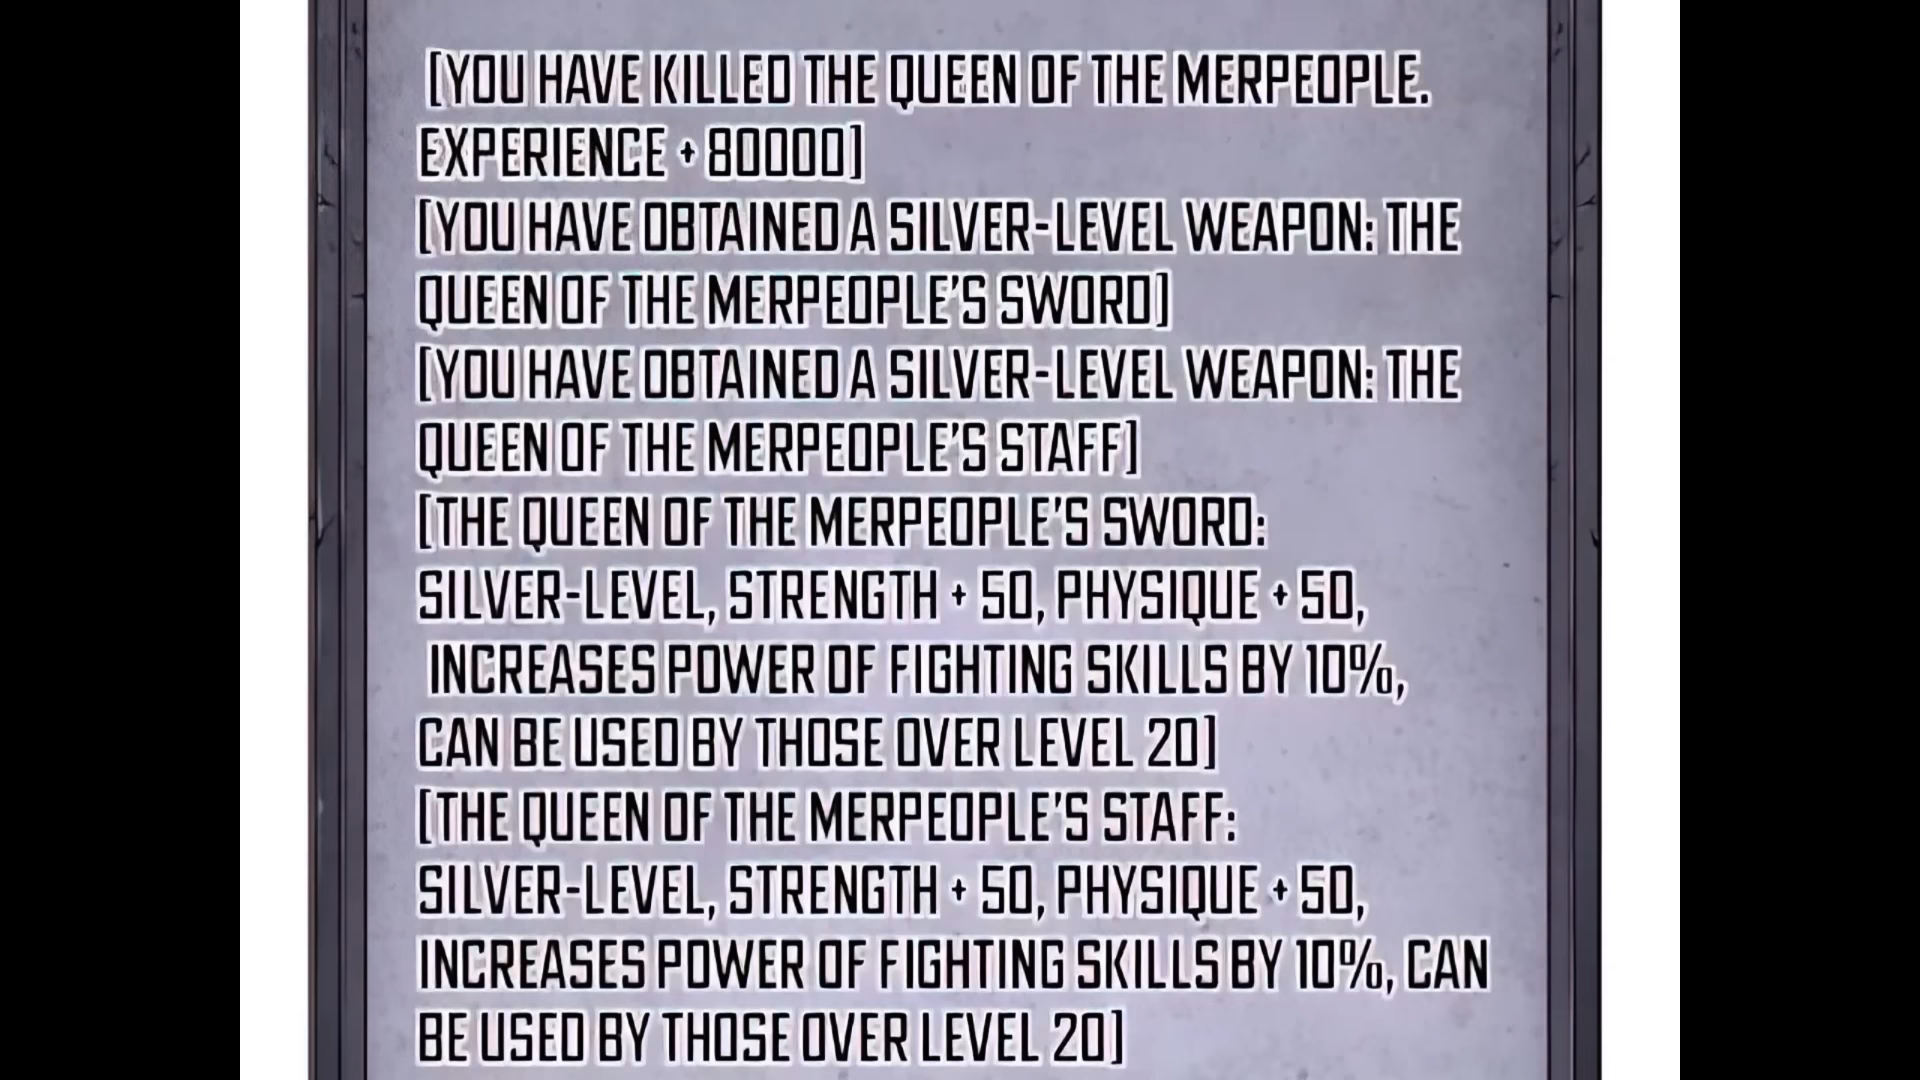 [YOU HAVE KILLED THE QUEEN OF THE MERPEOPLE.
EXPERIENCE + 80000]
[YOU HAVE OBTAINED A SILVER-LEVEL WEAPON: THE
QUEEN OF THE MERPEOPLE'S SWORD]
[YOU HAVE OBTAINED A SILVER-LEVEL WEAPON: THE
QUEEN OF THE MERPEOPLE'S STAFF]
[THE QUEEN OF THE MERPEOPLE'S SWORD:
SILVER-LEVEL, STRENGTH + 50, PHYSIQUE + 50,
INCREASES POWER OF FIGHTING SKILLS BY 10%,
CAN BE USED BY THOSE OVER LEVEL 20]
[THE QUEEN OF THE MERPEOPLE'S STAFF:
SILVER-LEVEL, STRENGTH + 50, PHYSIQUE + 50,
INCREASES POWER OF FIGHTING SKILLS BY 10%, CAN
BE USED BY THOSE OVER LEVEL 20]